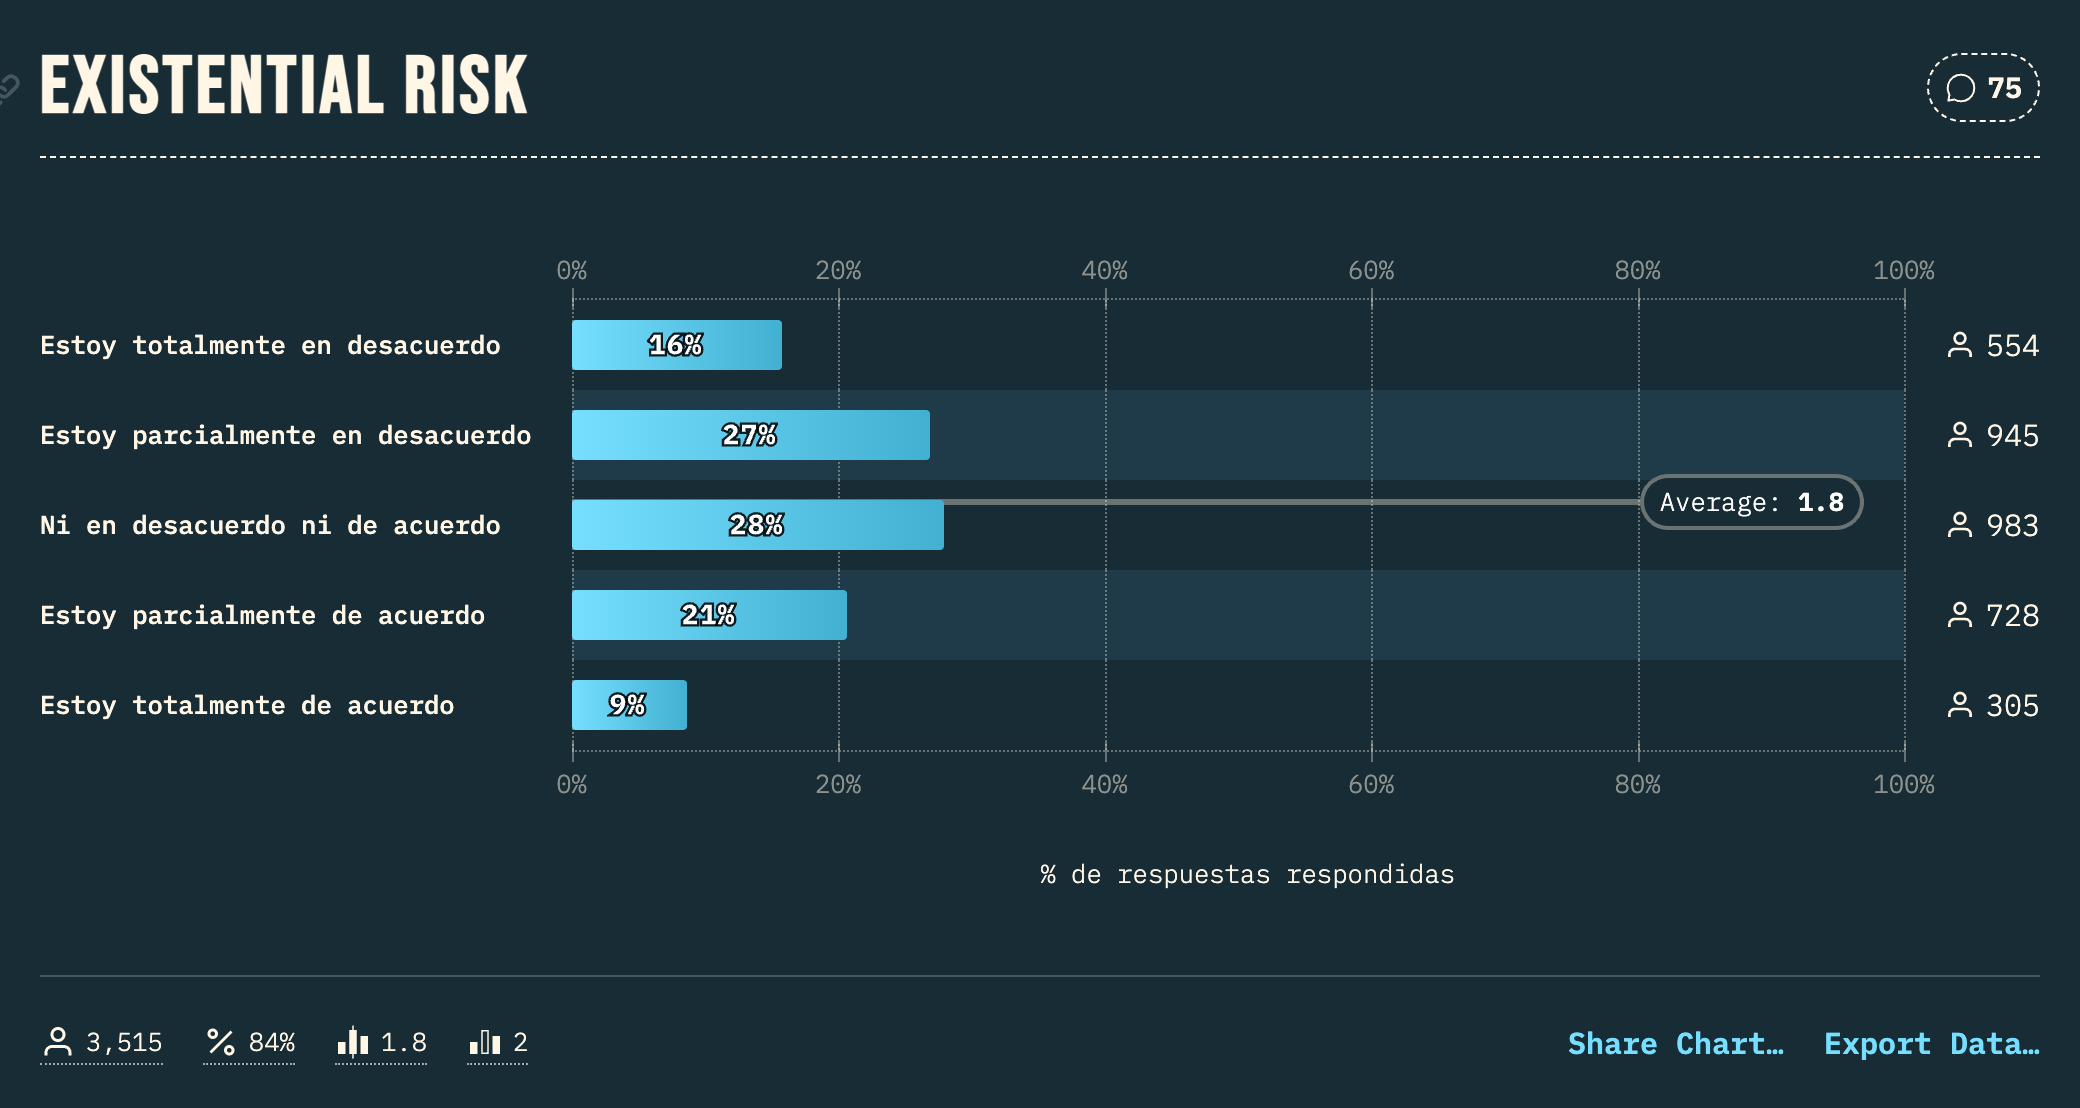 EXISTENTIAL RISK
75
0% 20% 40% 60% 80% 100%
Estoy totalmente en desacuerdo 16% 554
Estoy parcialmente en desacuerdo 27% 945
Average: 1.8
Ni en desacuerdo ni de acuerdo 28% 983
Estoy parcialmente de acuerdo 21% 728
Estoy totalmente de acuerdo 9% 305
0% 20% 40% 60% 80% 100%
% de respuestas respondidas
3,515 % 84% 1.8 2 Share Chart… Export Data…